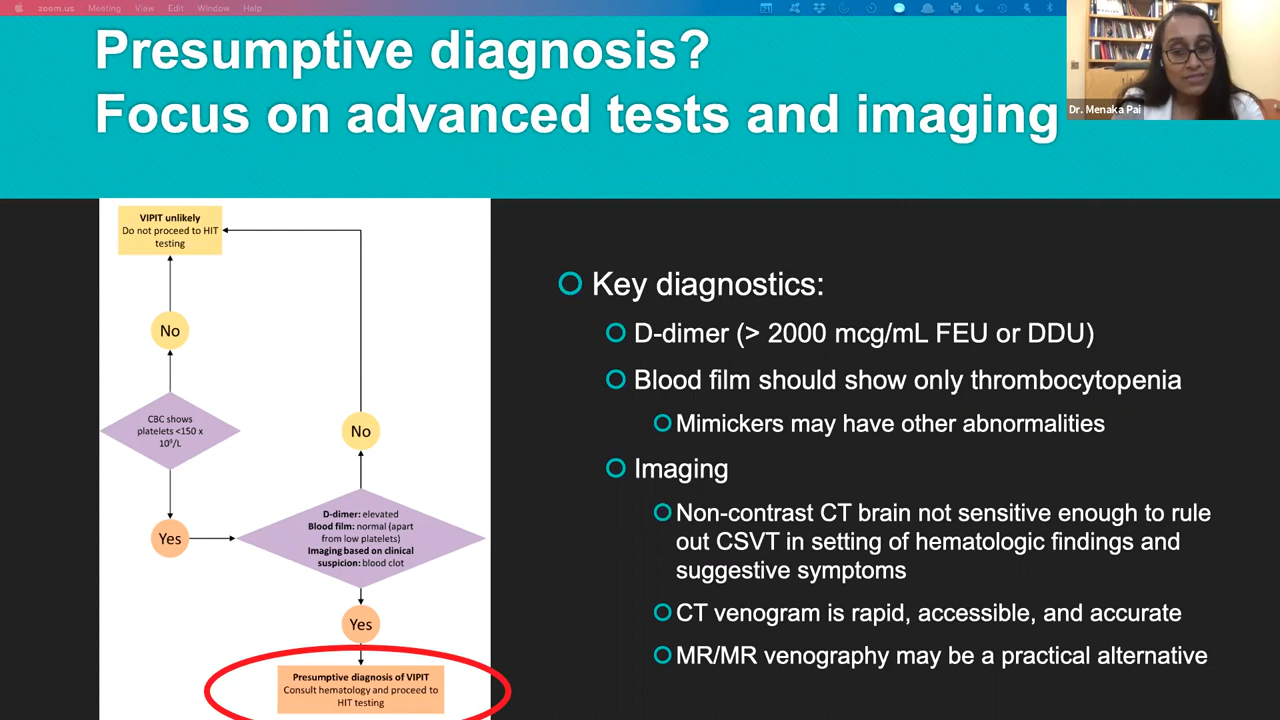 zoom.us Meeting View Edit Window Help
Presumptive diagnosis?
Focus on advanced tests and imaging
Dr. Menaka Pai
VIPIT unlikely
Do not proceed to HIT
testing
No
CBC shows
platelets <150 x
10⁹/L
Yes
No
D-dimer: elevated
Blood film: normal (apart
from low platelets)
Imaging based on clinical
suspicion: blood clot
Yes
Presumptive diagnosis of VIPIT
Consult hematology and proceed to
HIT testing
Key diagnostics:
D-dimer (> 2000 mcg/mL FEU or DDU)
Blood film should show only thrombocytopenia
Mimickers may have other abnormalities
Imaging
Non-contrast CT brain not sensitive enough to rule
out CSVT in setting of hematologic findings and
suggestive symptoms
CT venogram is rapid, accessible, and accurate
MR/MR venography may be a practical alternative